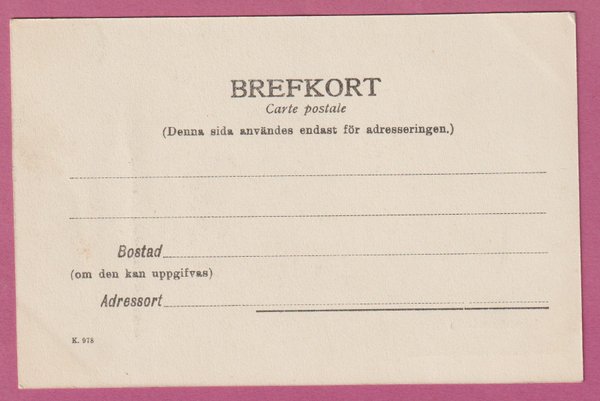 BREFKORT
Carte postale
(Denna sida användes endast för adresseringen.)
Bostad
(om den kan uppgifvas)
Adressort
K. 978